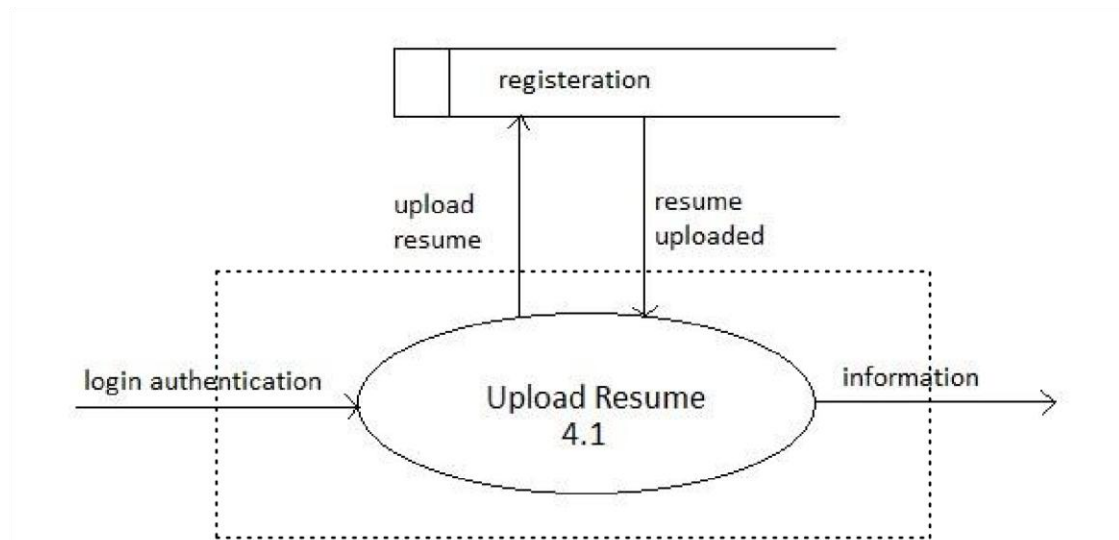 registeration
upload
resume
resume
uploaded
login authentication
information
Upload Resume
4.1